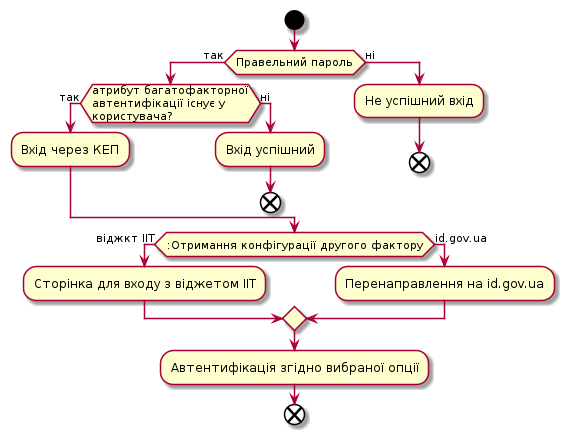 так
Правельний пароль
ні
так
атрибут багатофакторної
автентифікації існує у
користувача?
ні
Не успішний вхід
Вхід через КЕП
Вхід успішний
віджкт ІІТ
:Отримання конфігурації другого фактору
id.gov.ua
Сторінка для входу з віджетом ІІТ
Перенаправлення на id.gov.ua
Автентифікація згідно вибраної опції